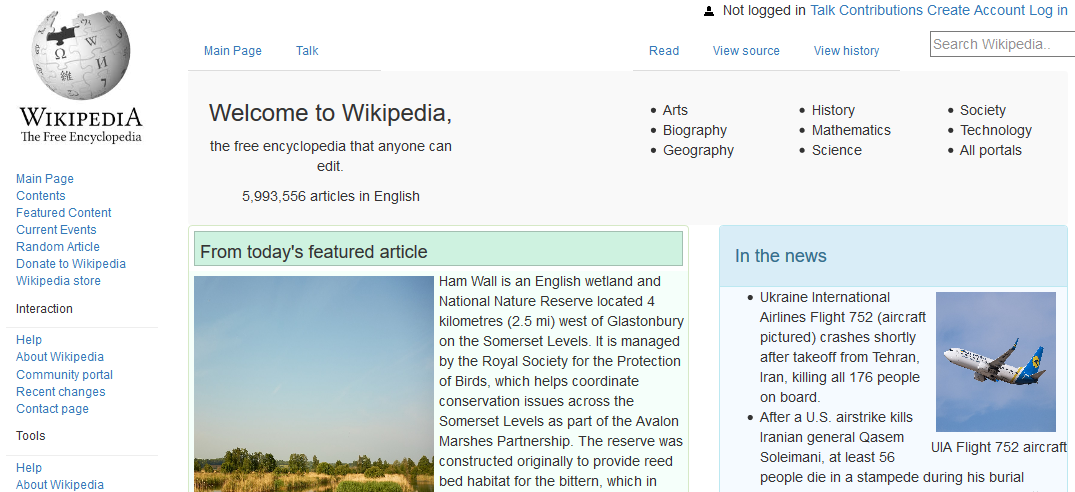 Not logged in Talk Contributions Create Account Log in
Main Page Talk Read View source View history Search Wikipedia..
WIKIPEDIA
The Free Encyclopedia
Main Page
Contents
Featured Content
Current Events
Random Article
Donate to Wikipedia
Wikipedia store
Interaction
Help
About Wikipedia
Community portal
Recent changes
Contact page
Tools
Help
About Wikipedia
Welcome to Wikipedia,
the free encyclopedia that anyone can
edit.
5,993,556 articles in English
Arts
Biography
Geography
History
Mathematics
Science
Society
Technology
All portals
From today's featured article
Ham Wall is an English wetland and
National Nature Reserve located 4
kilometres (2.5 mi) west of Glastonbury
on the Somerset Levels. It is managed
by the Royal Society for the Protection
of Birds, which helps coordinate
conservation issues across the
Somerset Levels as part of the Avalon
Marshes Partnership. The reserve was
constructed originally to provide reed
bed habitat for the bittern, which in
In the news
Ukraine International
Airlines Flight 752 (aircraft
pictured) crashes shortly
after takeoff from Tehran,
Iran, killing all 176 people
on board.
After a U.S. airstrike kills
Iranian general Qasem
Soleimani, at least 56
people die in a stampede during his burial
UIA Flight 752 aircraft